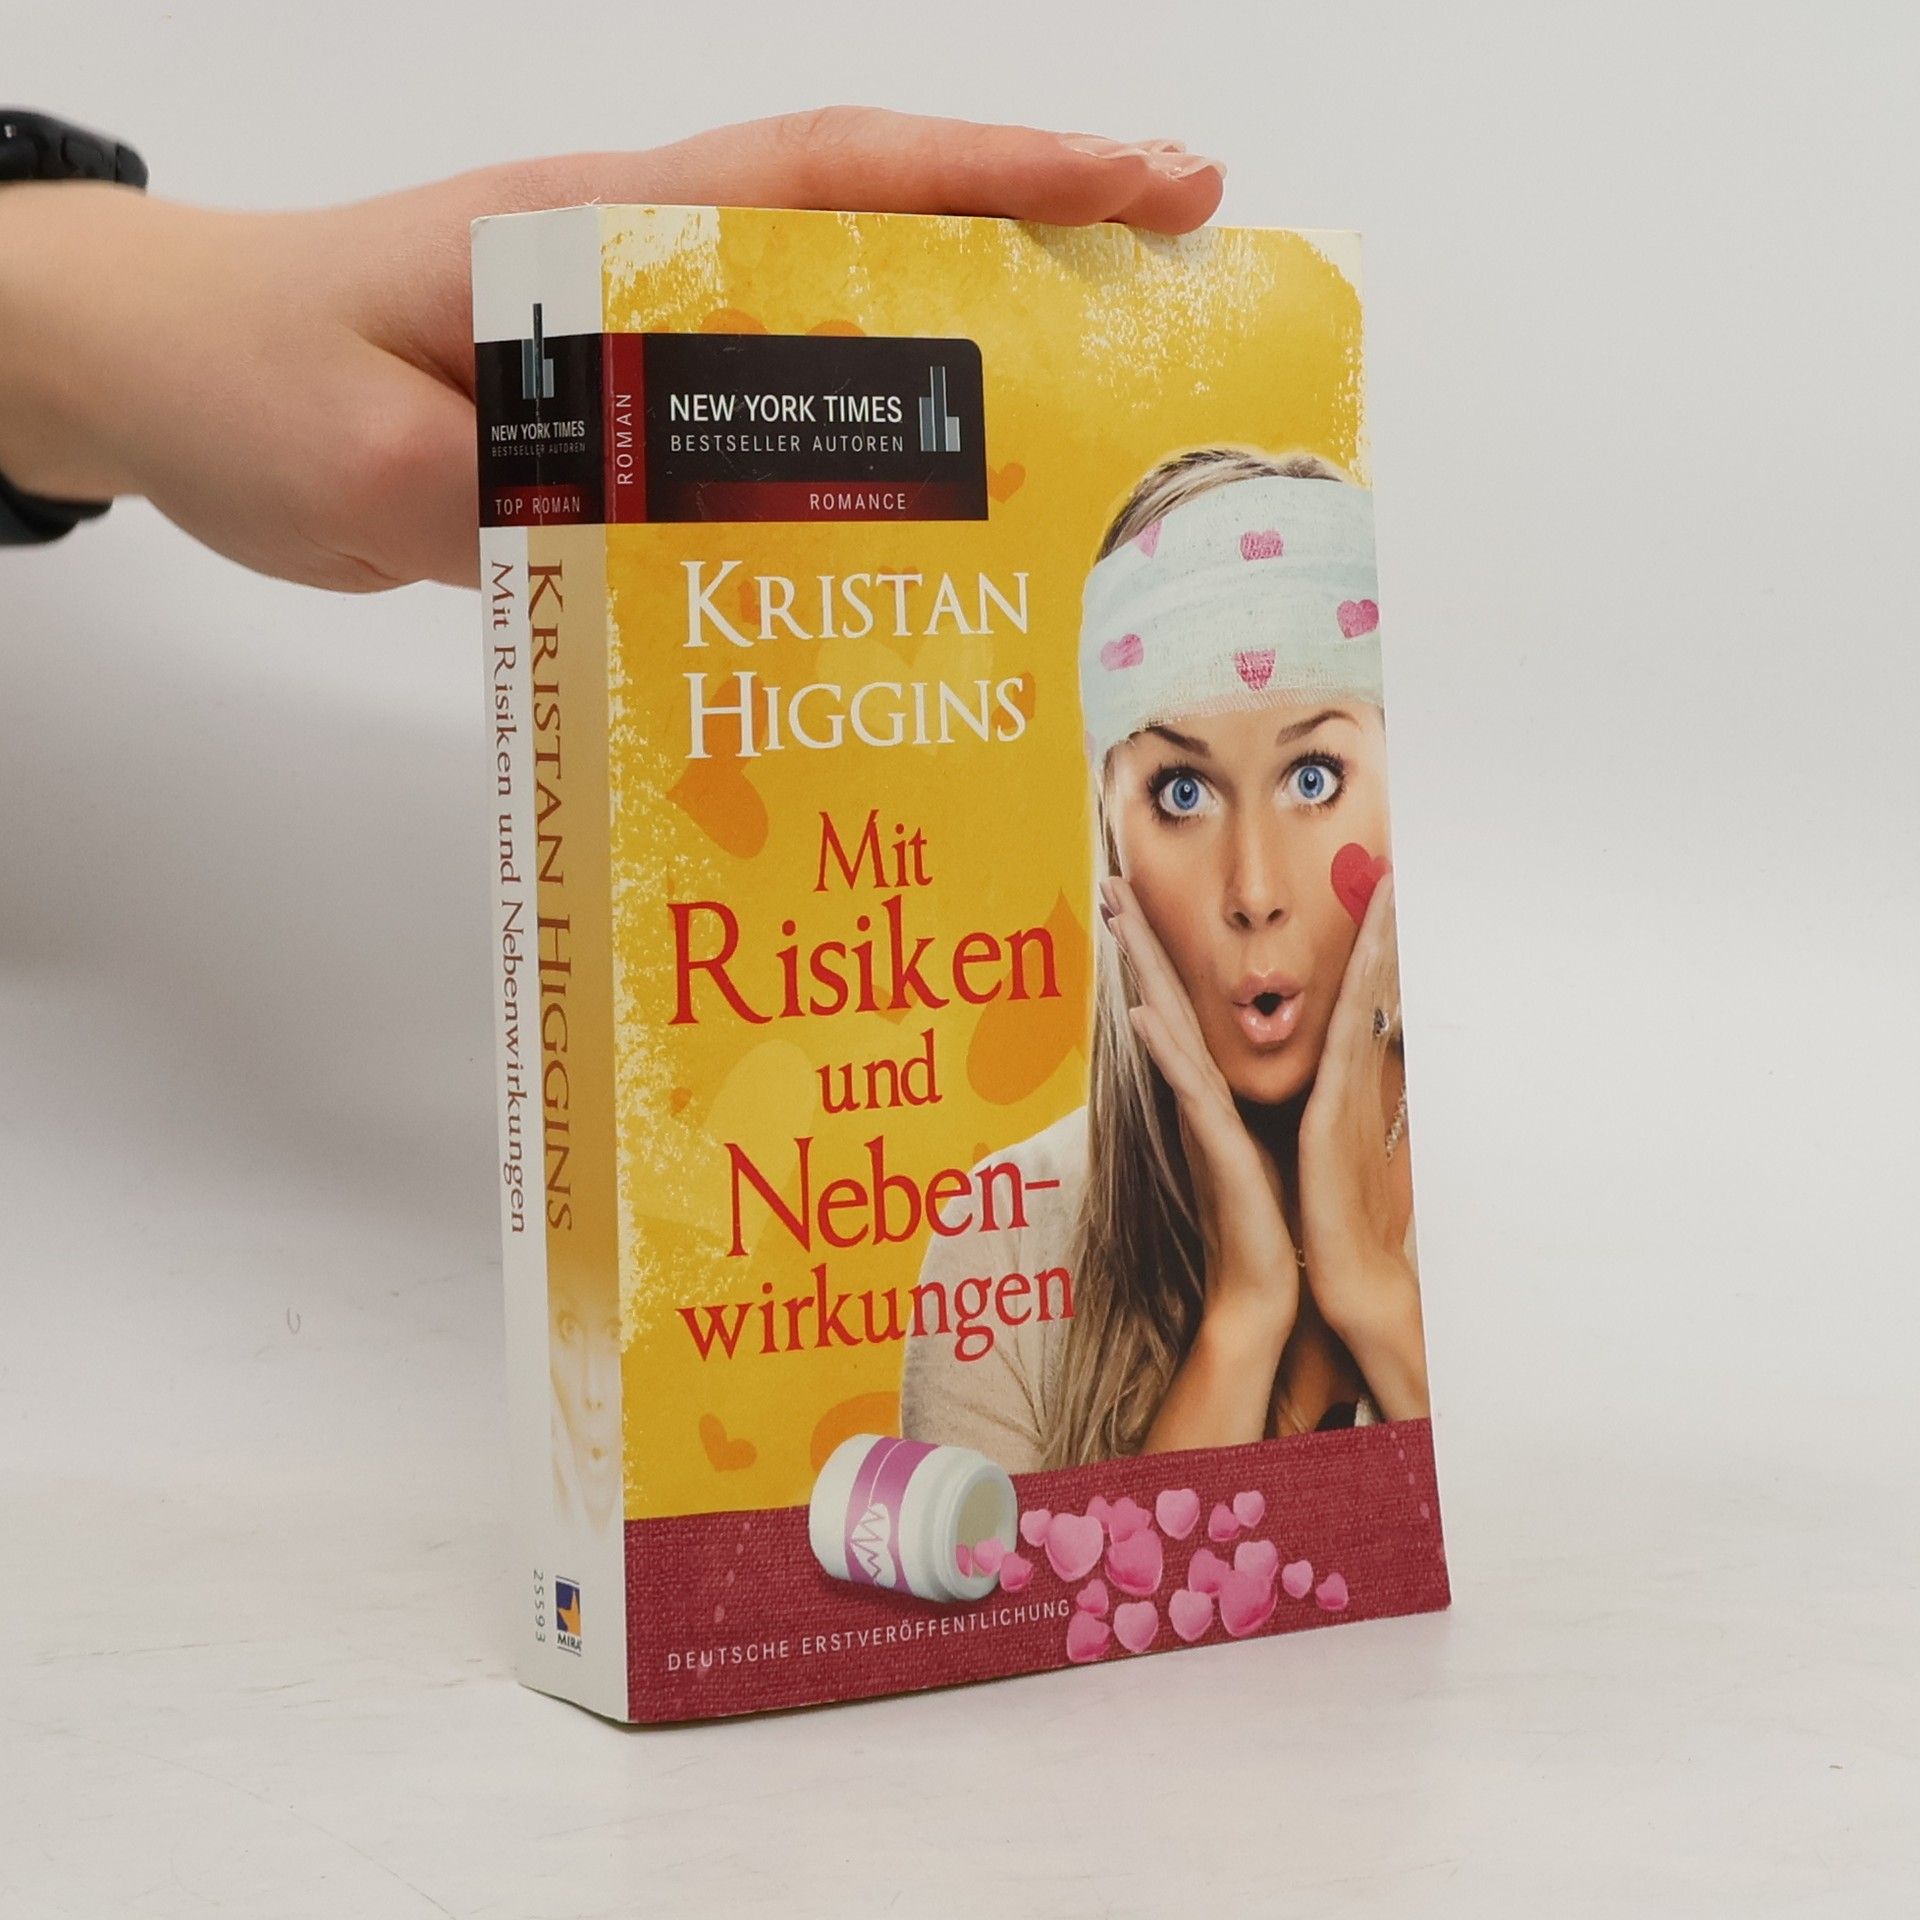 NEW YORK TIMES
BESTSELLER AUTOREN
TOP ROMAN
KRISTAN HIGGINS
Mit Risiken und Nebenwirkungen
25593
MIRA
ROMAN
NEW YORK TIMES
BESTSELLER AUTOREN
ROMANCE
KRISTAN
HIGGINS
Mit
Risiken
und
Neben-
wirkungen
DEUTSCHE ERSTVERÖFFENTLICHUNG